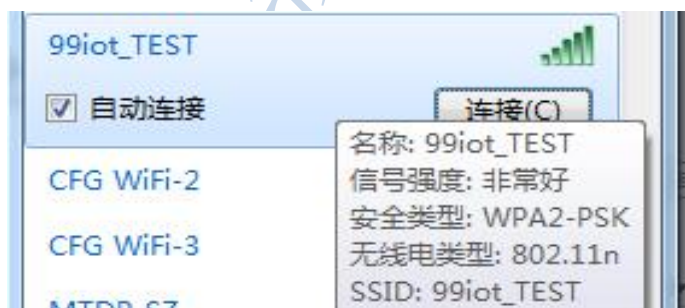 99iot_TEST
自动连接
连接(C)
名称: 99iot_TEST
CFG WiFi-2
信号强度: 非常好
安全类型: WPA2-PSK
CFG WiFi-3
无线电类型: 802.11n
SSID: 99iot_TEST